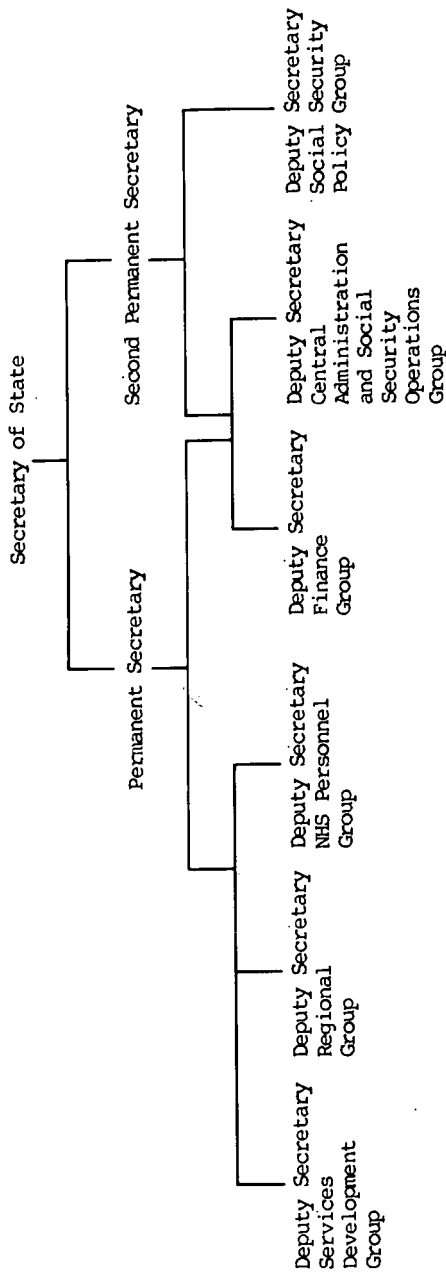 Secretary of State
Permanent Secretary
Second Permanent Secretary
Deputy Secretary
Services
Development
Group
Deputy Secretary
Regional
Group
Deputy Secretary
NHS Personnel
Group
Deputy Secretary
Finance
Group
Deputy Secretary
Central
Administration
and Social
Security
Operations
Group
Deputy Secretary
Social Security
Policy Group